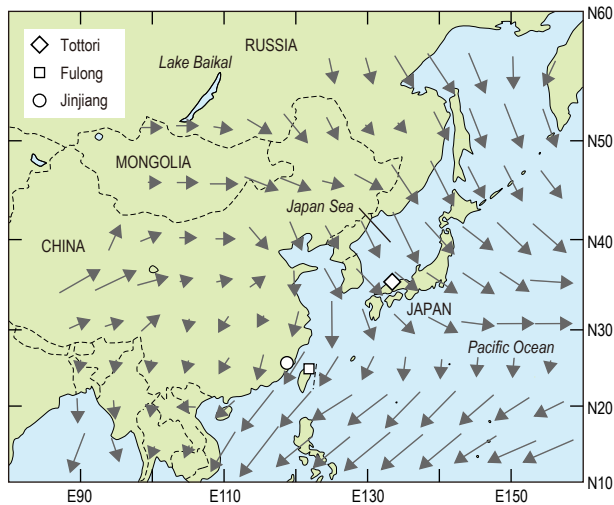 N60
RUSSIA
Tottori
Lake Baikal
Fulong
Jinjiang
N50
MONGOLIA
Japan Sea
CHINA
N40
JAPAN
N30
Pacific Ocean
N20
N10
E90
E110
E130
E150